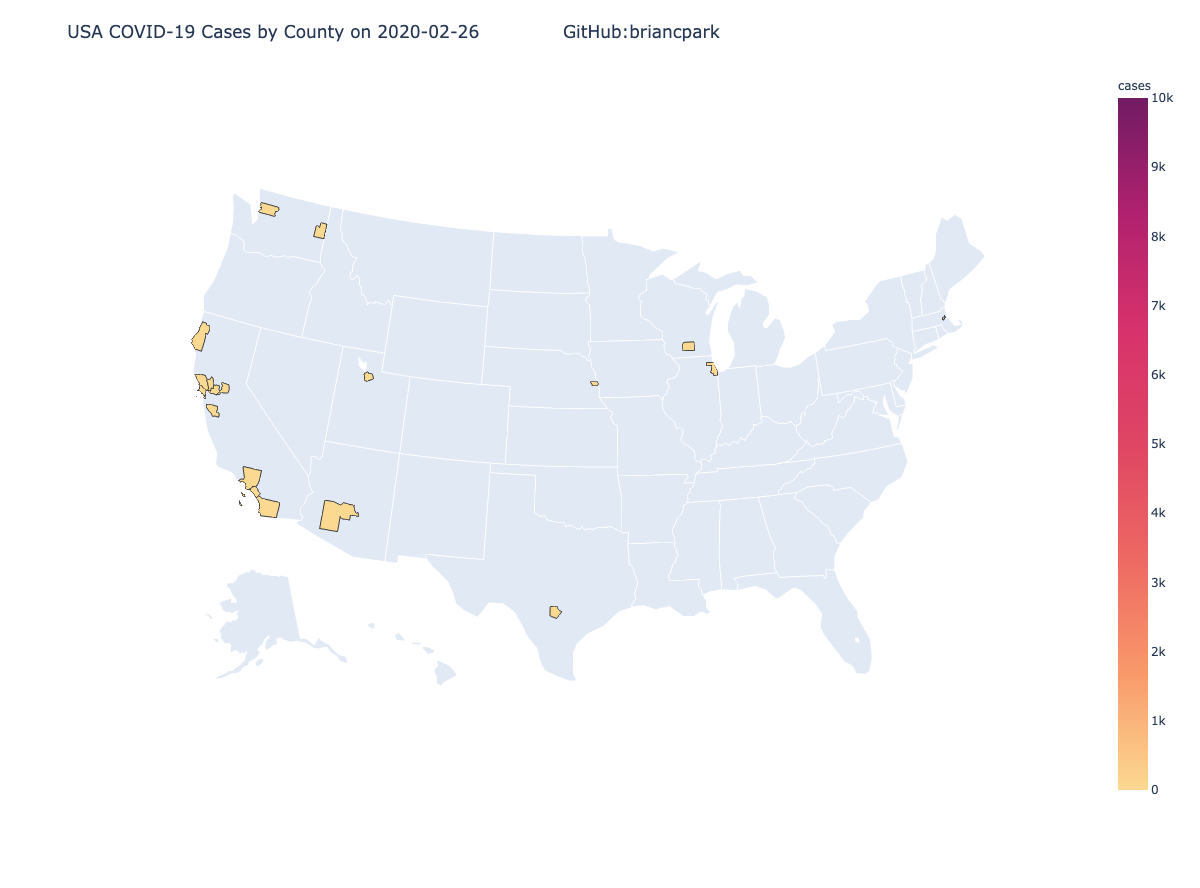 USA COVID-19 Cases by County on 2020-02-26 GitHub:briancpark
cases
10k
9k
8k
7k
6k
5k
4k
3k
2k
1k
0